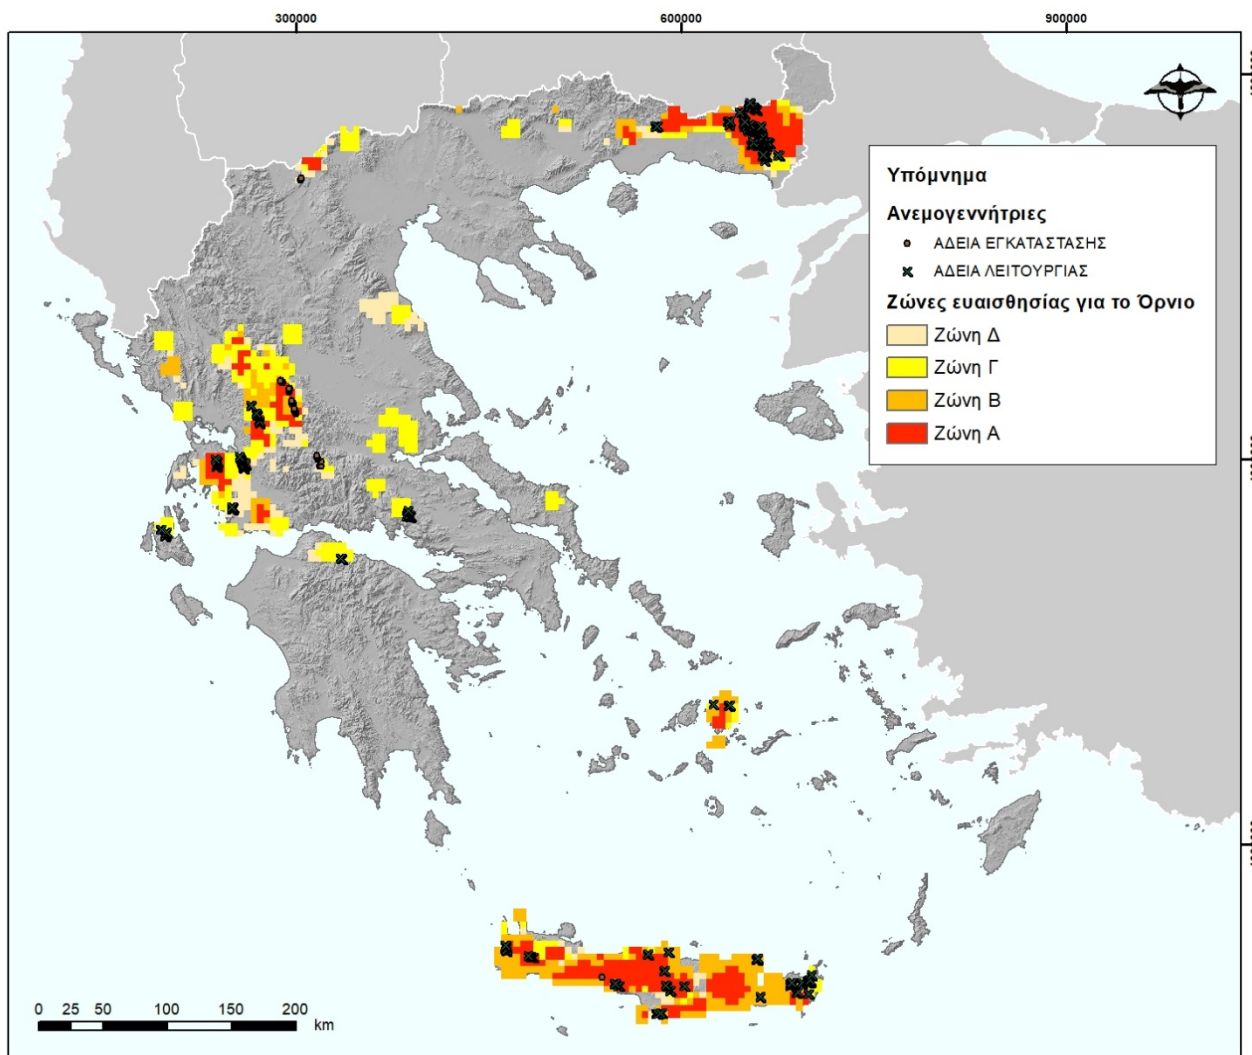 300000
600000
900000
Υπόμνημα
Ανεμογεννήτριες
ΑΔΕΙΑ ΕΓΚΑΤΑΣΤΑΣΗΣ
ΑΔΕΙΑ ΛΕΙΤΟΥΡΓΙΑΣ
Ζώνες ευαισθησίας για το Όρνιο
Ζώνη Δ
Ζώνη Γ
Ζώνη Β
Ζώνη Α
0 25 50 100 150 200
km